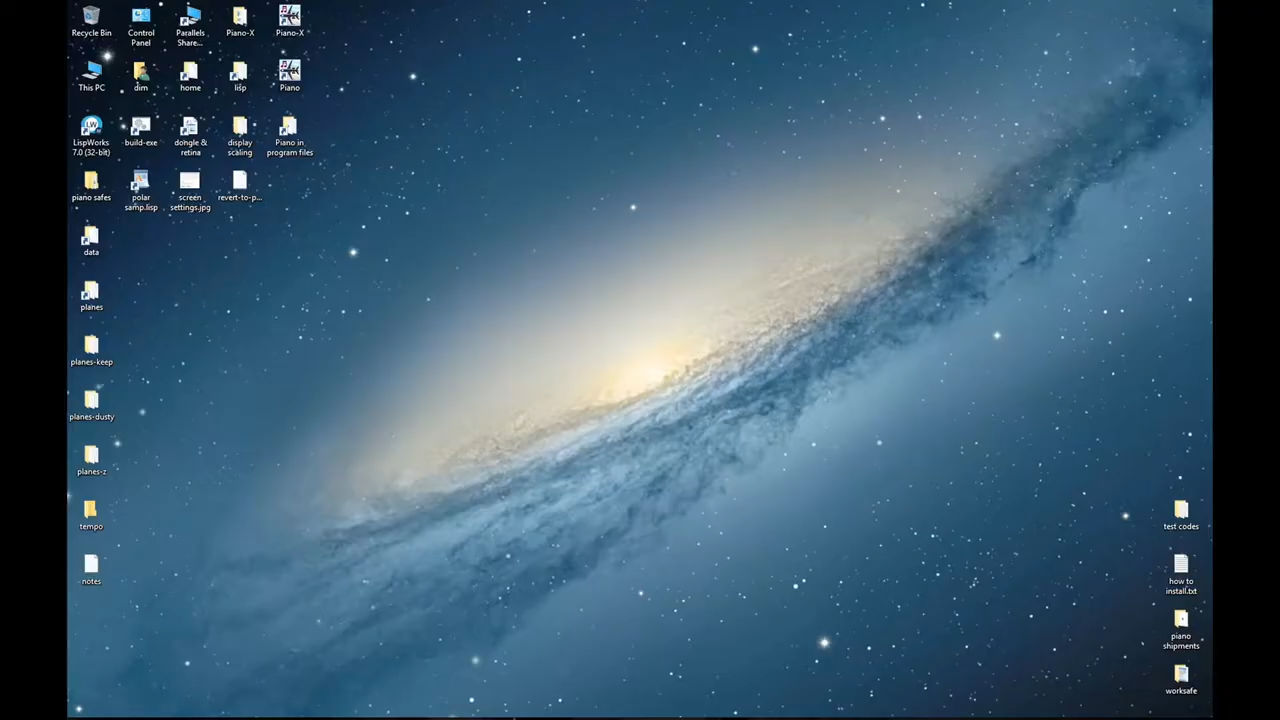 Recycle Bin
Control
Panel
Parallels
Share...
Piano-X
Piano-X
This PC
dim
home
lisp
Piano
LW
LispWorks
7.0 (32-bit)
build-exe
dongle &
retina
display
scaling
Piano in
program files
piano safes
polar
samp.lisp
screen
settings.jpg
revert-to-p...
data
planes
planes-keep
planes-dusty
planes-z
tempo
notes
test codes
how to
install.txt
piano
shipments
worksafe